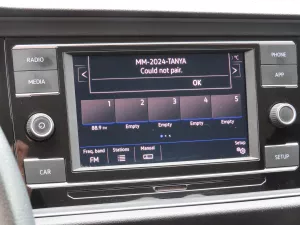 RADIO
MEDIA
CAR
PHONE
APP
SETUP
MM-2024-TANYA
Could not pair.
OK
1 2 3 4 5
88.9 Empty Empty Empty Empty
Freq. band Stations Manual Setup
FM